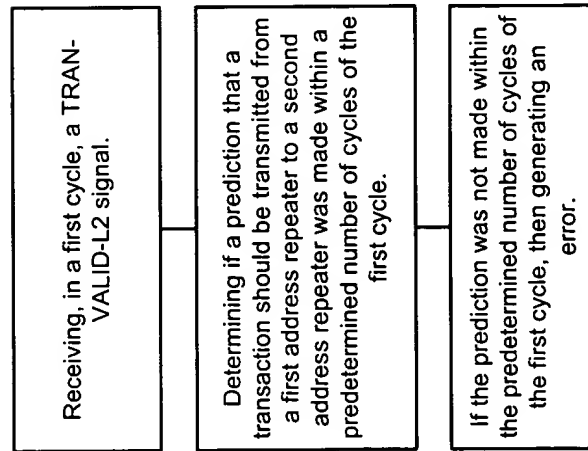 Receiving, in a first cycle, a TRAN-
VALID-L2 signal.
Determining if a prediction that a
transaction should be transmitted from
a first address repeater to a second
address repeater was made within a
predetermined number of cycles of the
first cycle.
If the prediction was not made within
the predetermined number of cycles of
the first cycle, then generating an
error.